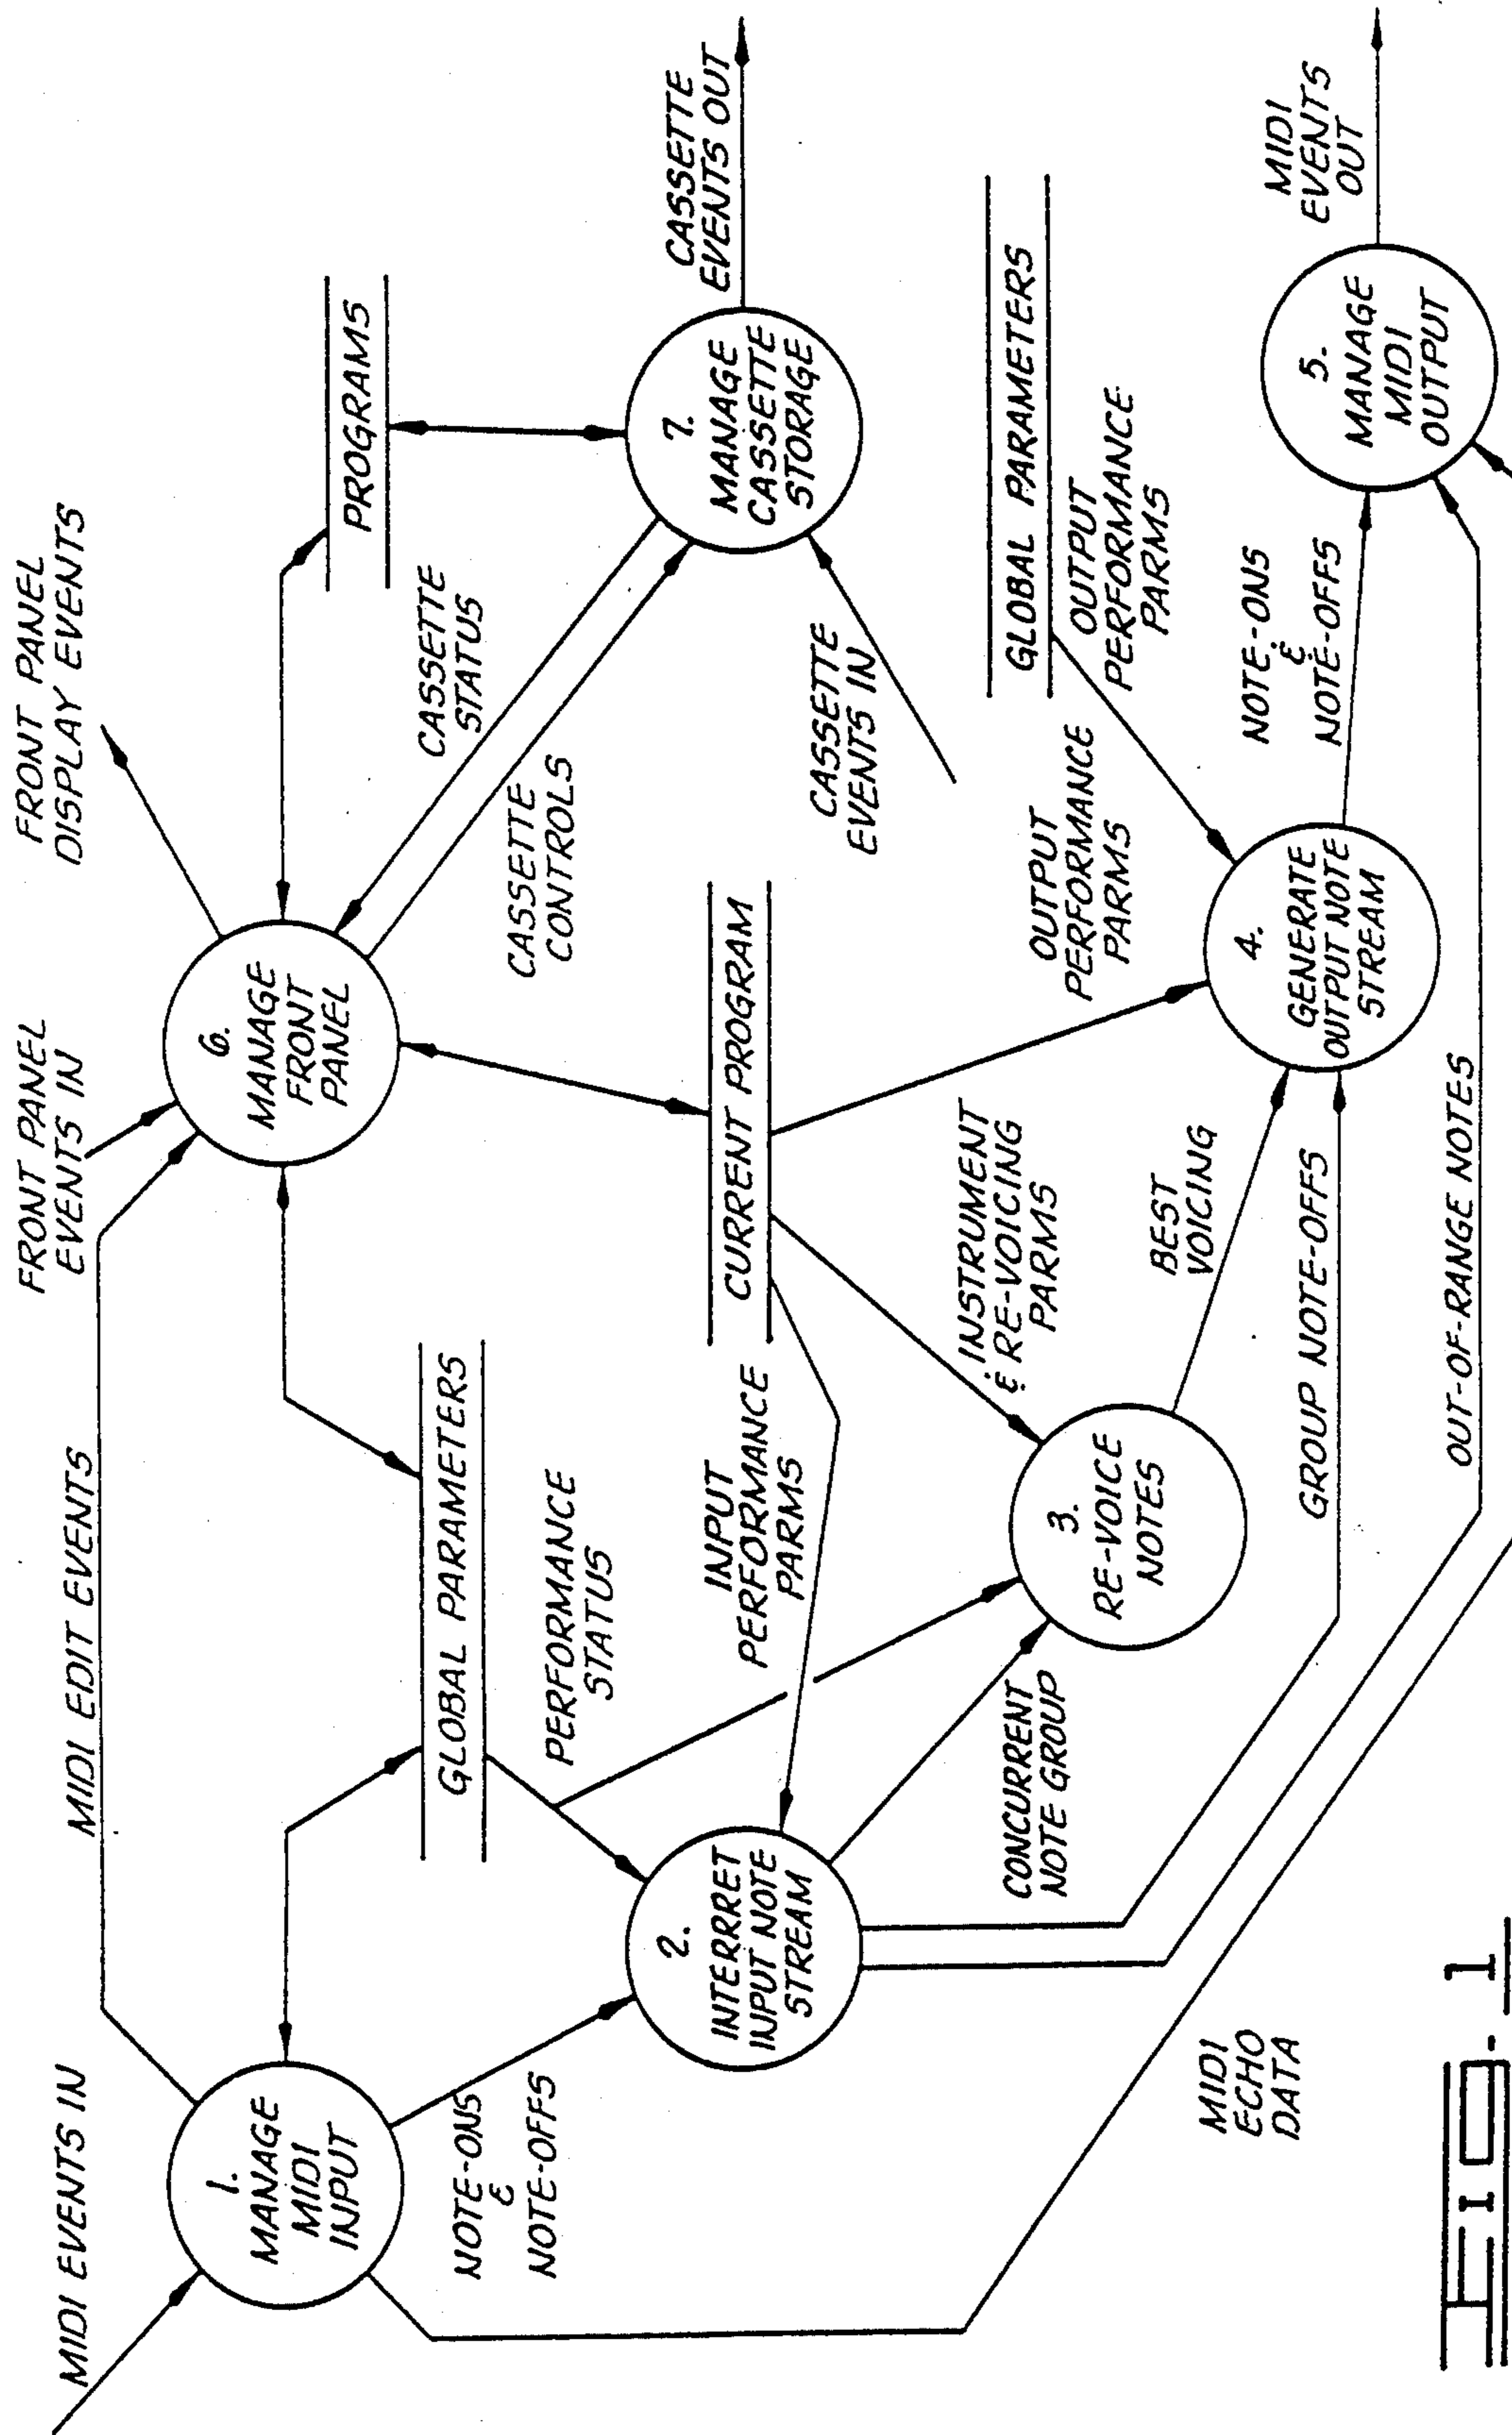 MIDI EVENTS IN
MIDI EDIT EVENTS
FRONT PANEL
EVENTS IN
FRONT PANEL
DISPLAY EVENTS
1.
MANAGE
MIDI
INPUT
6.
MANAGE
FRONT
PANEL
PROGRAMS
GLOBAL PARAMETERS
CASSETTE
STATUS
CASSETTE
CONTROLS
NOTE-ONS
&
NOTE-OFFS
PERFORMANCE
STATUS
2.
INTERRRET
INPUT NOTE
STREAM
INPUT
PERFORMANCE
PARMS
CURRENT PROGRAM
7.
MANAGE
CASSETTE
STORAGE
CASSETTE
EVENTS OUT
CASSETTE
EVENTS IN
CONCURRENT
NOTE GROUP
INSTRUMENT
& RE-VOICING
PARMS
OUTPUT
PERFORMANCE
PARMS
GLOBAL PARAMETERS
OUTPUT
PERFORMANCE
PARMS
3.
RE-VOICE
NOTES
BEST
VOICING
4.
GENERATE
OUTPUT NOTE
STREAM
NOTE-ONS
&
NOTE-OFFS
5.
MANAGE
MIDI
OUTPUT
MIDI
EVENTS
OUT
GROUP NOTE-OFFS
OUT-OF-RANGE NOTES
MIDI
ECHO
DATA
FIG. 1